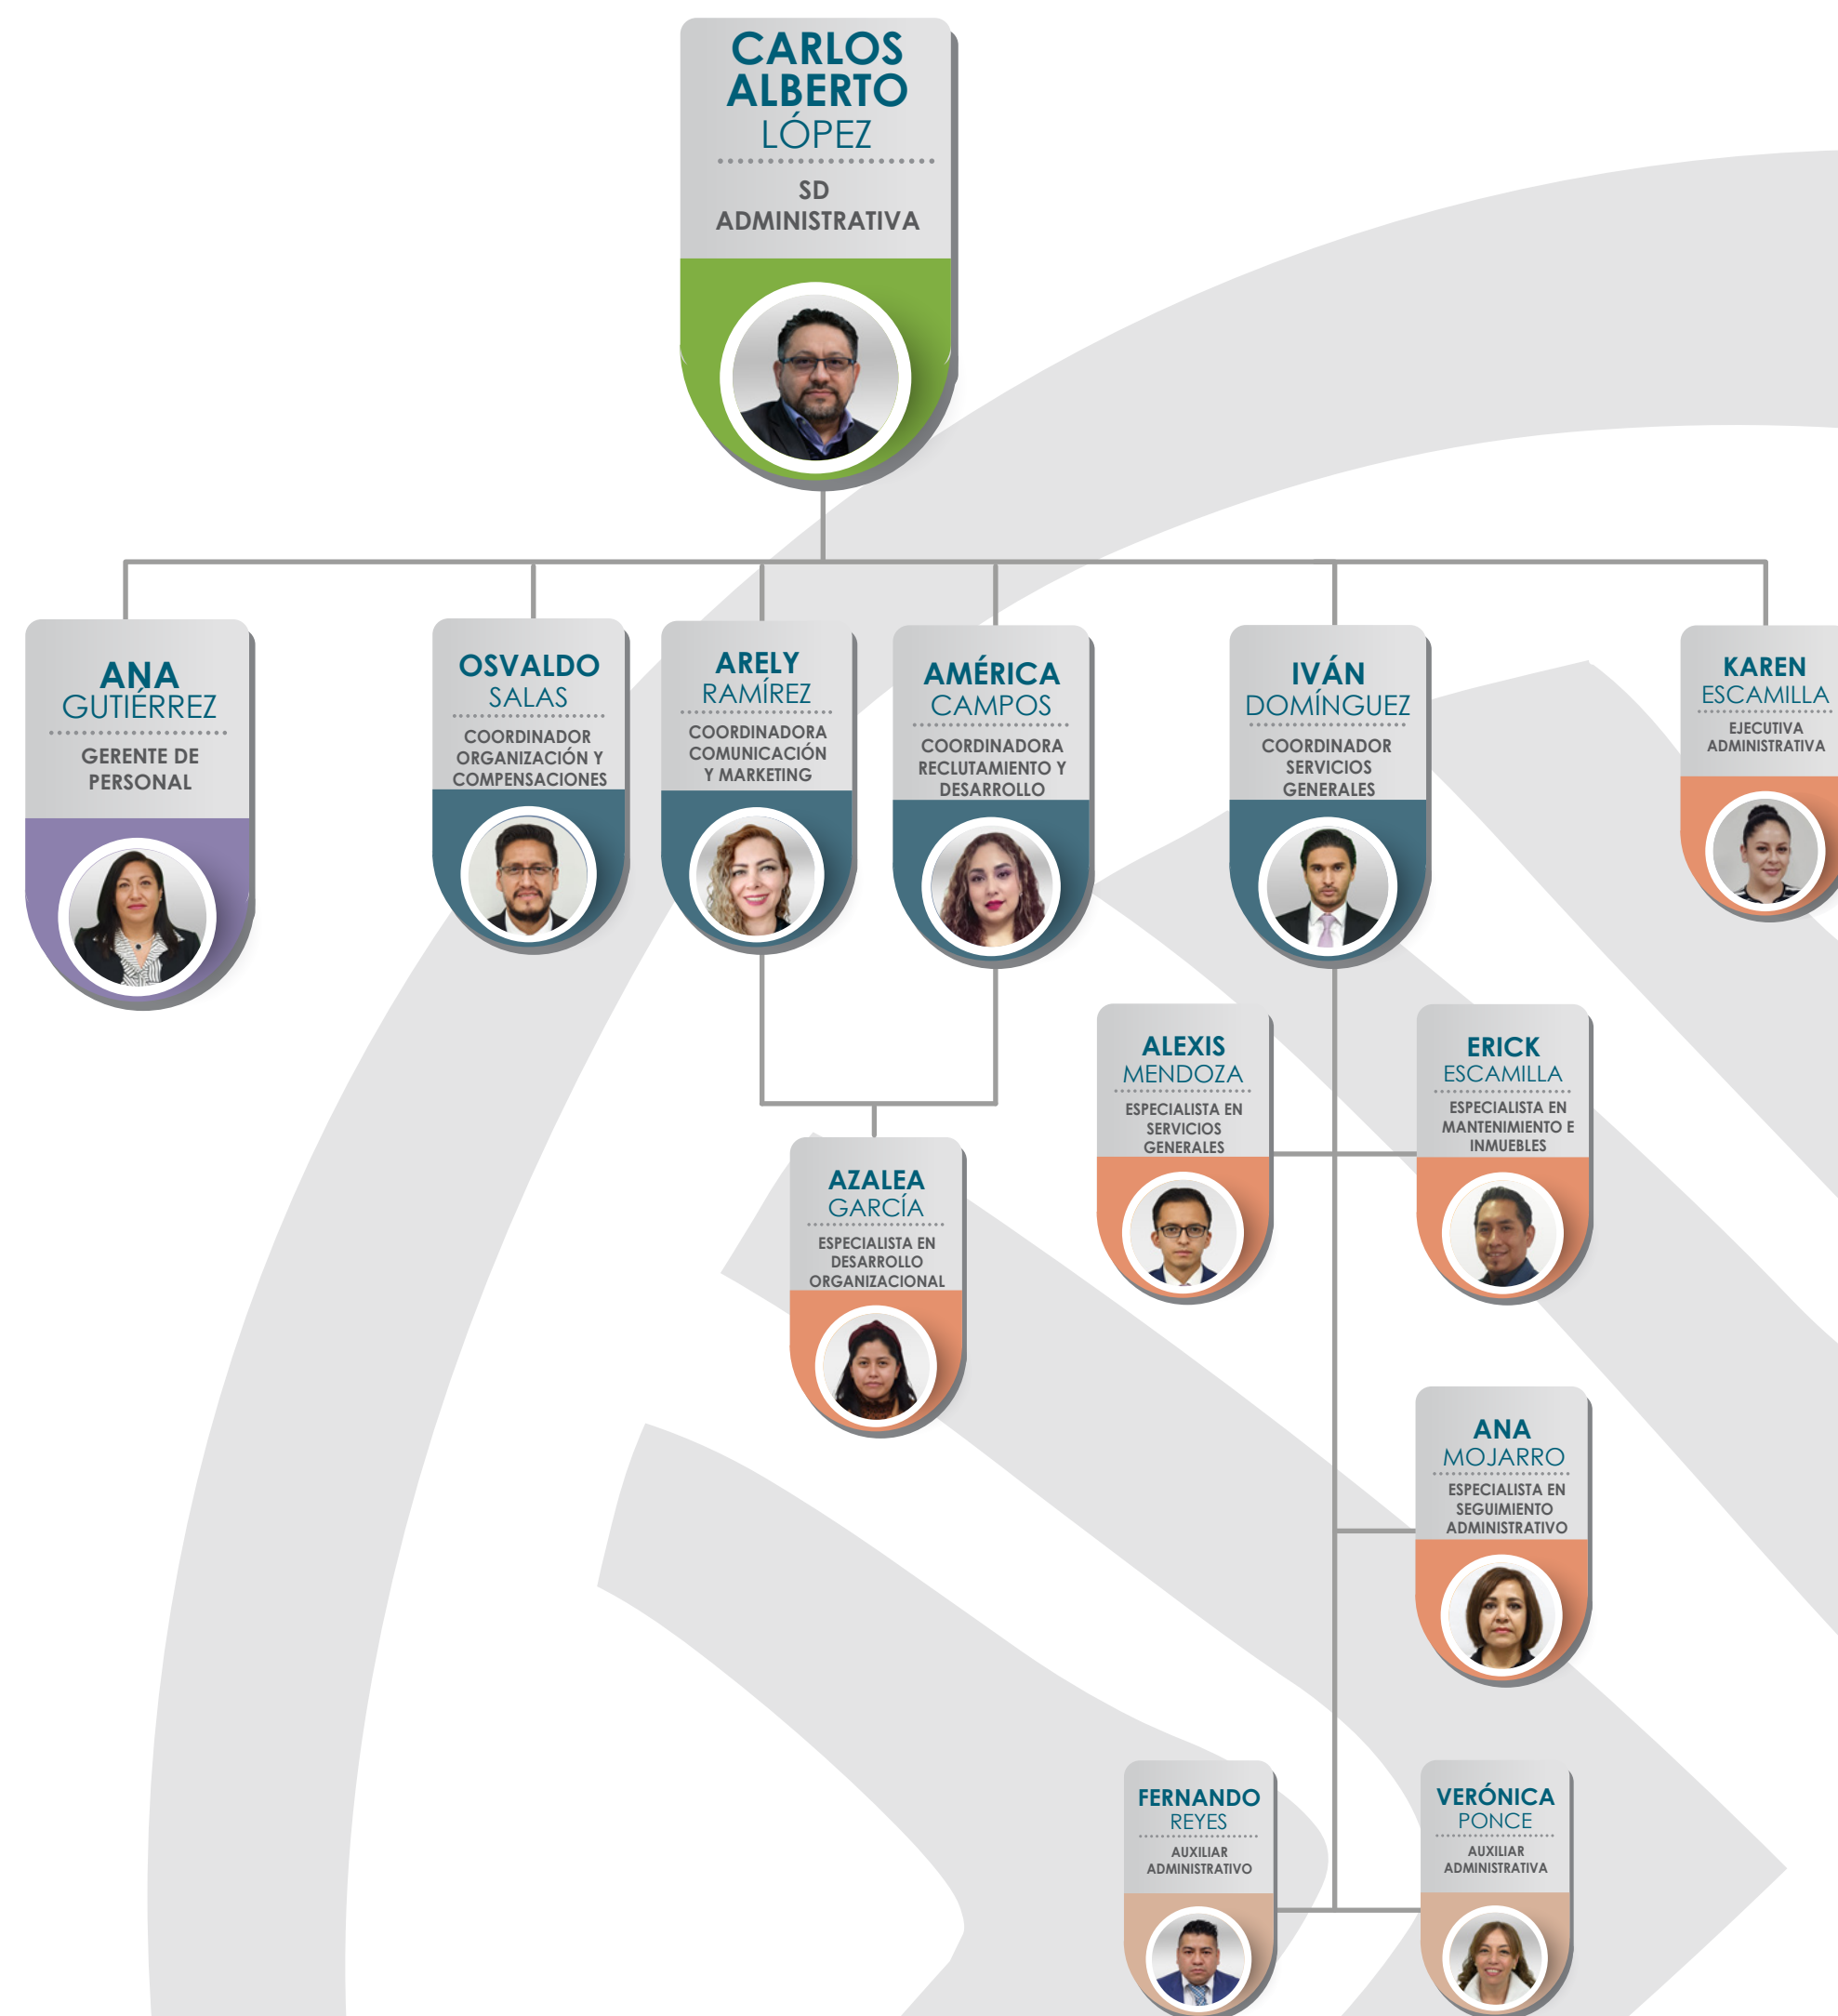 CARLOS
ALBERTO
LÓPEZ
SD
ADMINISTRATIVA
ANA
GUTIÉRREZ
GERENTE DE
PERSONAL
OSVALDO
SALAS
COORDINADOR
ORGANIZACIÓN Y
COMPENSACIONES
ARELY
RAMÍREZ
COORDINADORA
COMUNICACIÓN
Y MARKETING
AMÉRICA
CAMPOS
COORDINADORA
RECLUTAMIENTO Y
DESARROLLO
IVÁN
DOMÍNGUEZ
COORDINADOR
SERVICIOS
GENERALES
KAREN
ESCAMILLA
EJECUTIVA
ADMINISTRATIVA
ALEXIS
MENDOZA
ESPECIALISTA EN
SERVICIOS
GENERALES
ERICK
ESCAMILLA
ESPECIALISTA EN
MANTENIMIENTO E
INMUEBLES
AZALEA
GARCÍA
ESPECIALISTA EN
DESARROLLO
ORGANIZACIONAL
ANA
MOJARRO
ESPECIALISTA EN
SEGUIMIENTO
ADMINISTRATIVO
FERNANDO
REYES
AUXILIAR
ADMINISTRATIVO
VERÓNICA
PONCE
AUXILIAR
ADMINISTRATIVA